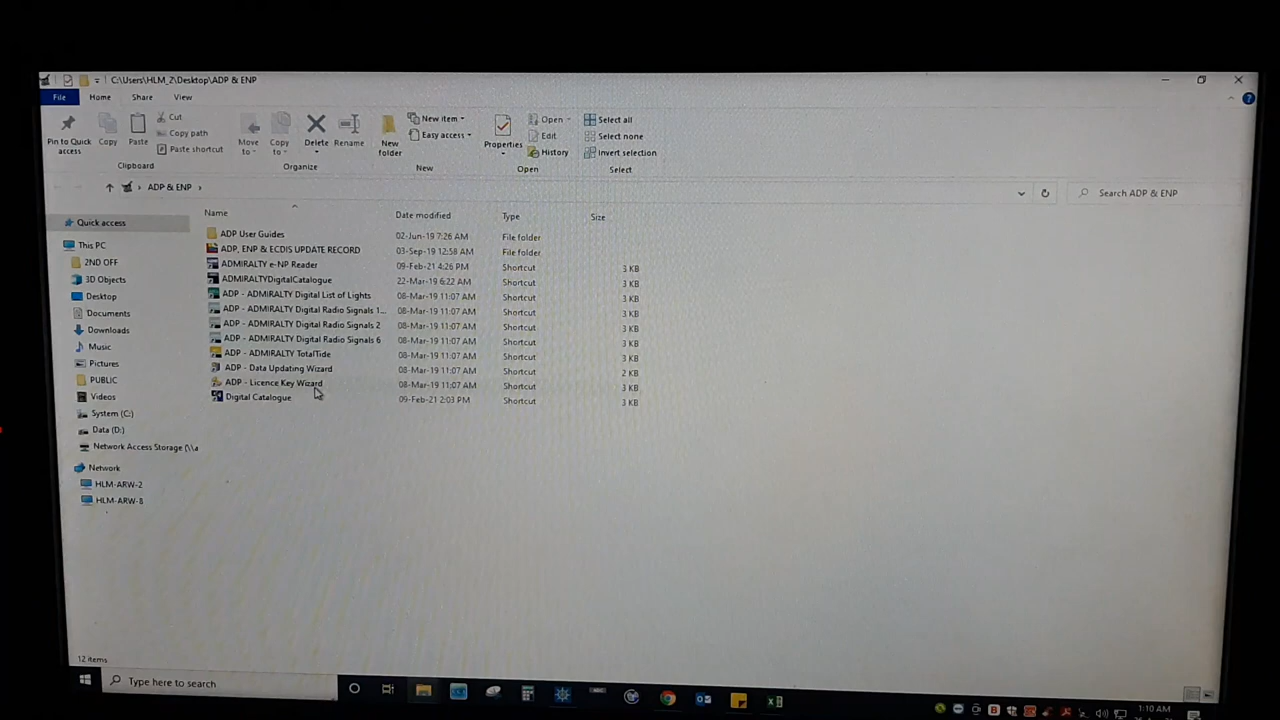 C:\Users\HLM_2\Desktop\ADP & ENP
File Home Share View
Pin to Quick access
Copy
Paste
Cut
Copy path
Paste shortcut
Clipboard
Move to
Copy to
Delete
Rename
Organize
New folder
New item
Easy access
New
Properties
Open
Edit
History
Open
Select all
Select none
Invert selection
Select
ADP & ENP
Search ADP & ENP
Quick access
This PC
2ND OFF
3D Objects
Desktop
Documents
Downloads
Music
Pictures
PUBLIC
Videos
System (C:)
Data (D:)
Network Access Storage (\\a
Network
HLM-ARW-2
HLM-ARW-8
Name Date modified Type Size
ADP User Guides 02-Jun-19 7:26 AM File folder
ADP, ENP & ECDIS UPDATE RECORD 03-Sep-19 12:58 AM File folder
ADMIRALTY e-NP Reader 09-Feb-21 4:26 PM Shortcut 3 KB
ADMIRALTYDigitalCatalogue 22-Mar-19 6:22 AM Shortcut 3 KB
ADP - ADMIRALTY Digital List of Lights 08-Mar-19 11:07 AM Shortcut 3 KB
ADP - ADMIRALTY Digital Radio Signals 1... 08-Mar-19 11:07 AM Shortcut 3 KB
ADP - ADMIRALTY Digital Radio Signals 2 08-Mar-19 11:07 AM Shortcut 3 KB
ADP - ADMIRALTY Digital Radio Signals 6 08-Mar-19 11:07 AM Shortcut 3 KB
ADP - ADMIRALTY TotalTide 08-Mar-19 11:07 AM Shortcut 3 KB
ADP - Data Updating Wizard 08-Mar-19 11:07 AM Shortcut 2 KB
ADP - Licence Key Wizard 08-Mar-19 11:07 AM Shortcut 3 KB
Digital Catalogue 09-Feb-21 2:03 PM Shortcut 3 KB
12 items
Type here to search
1:10 AM